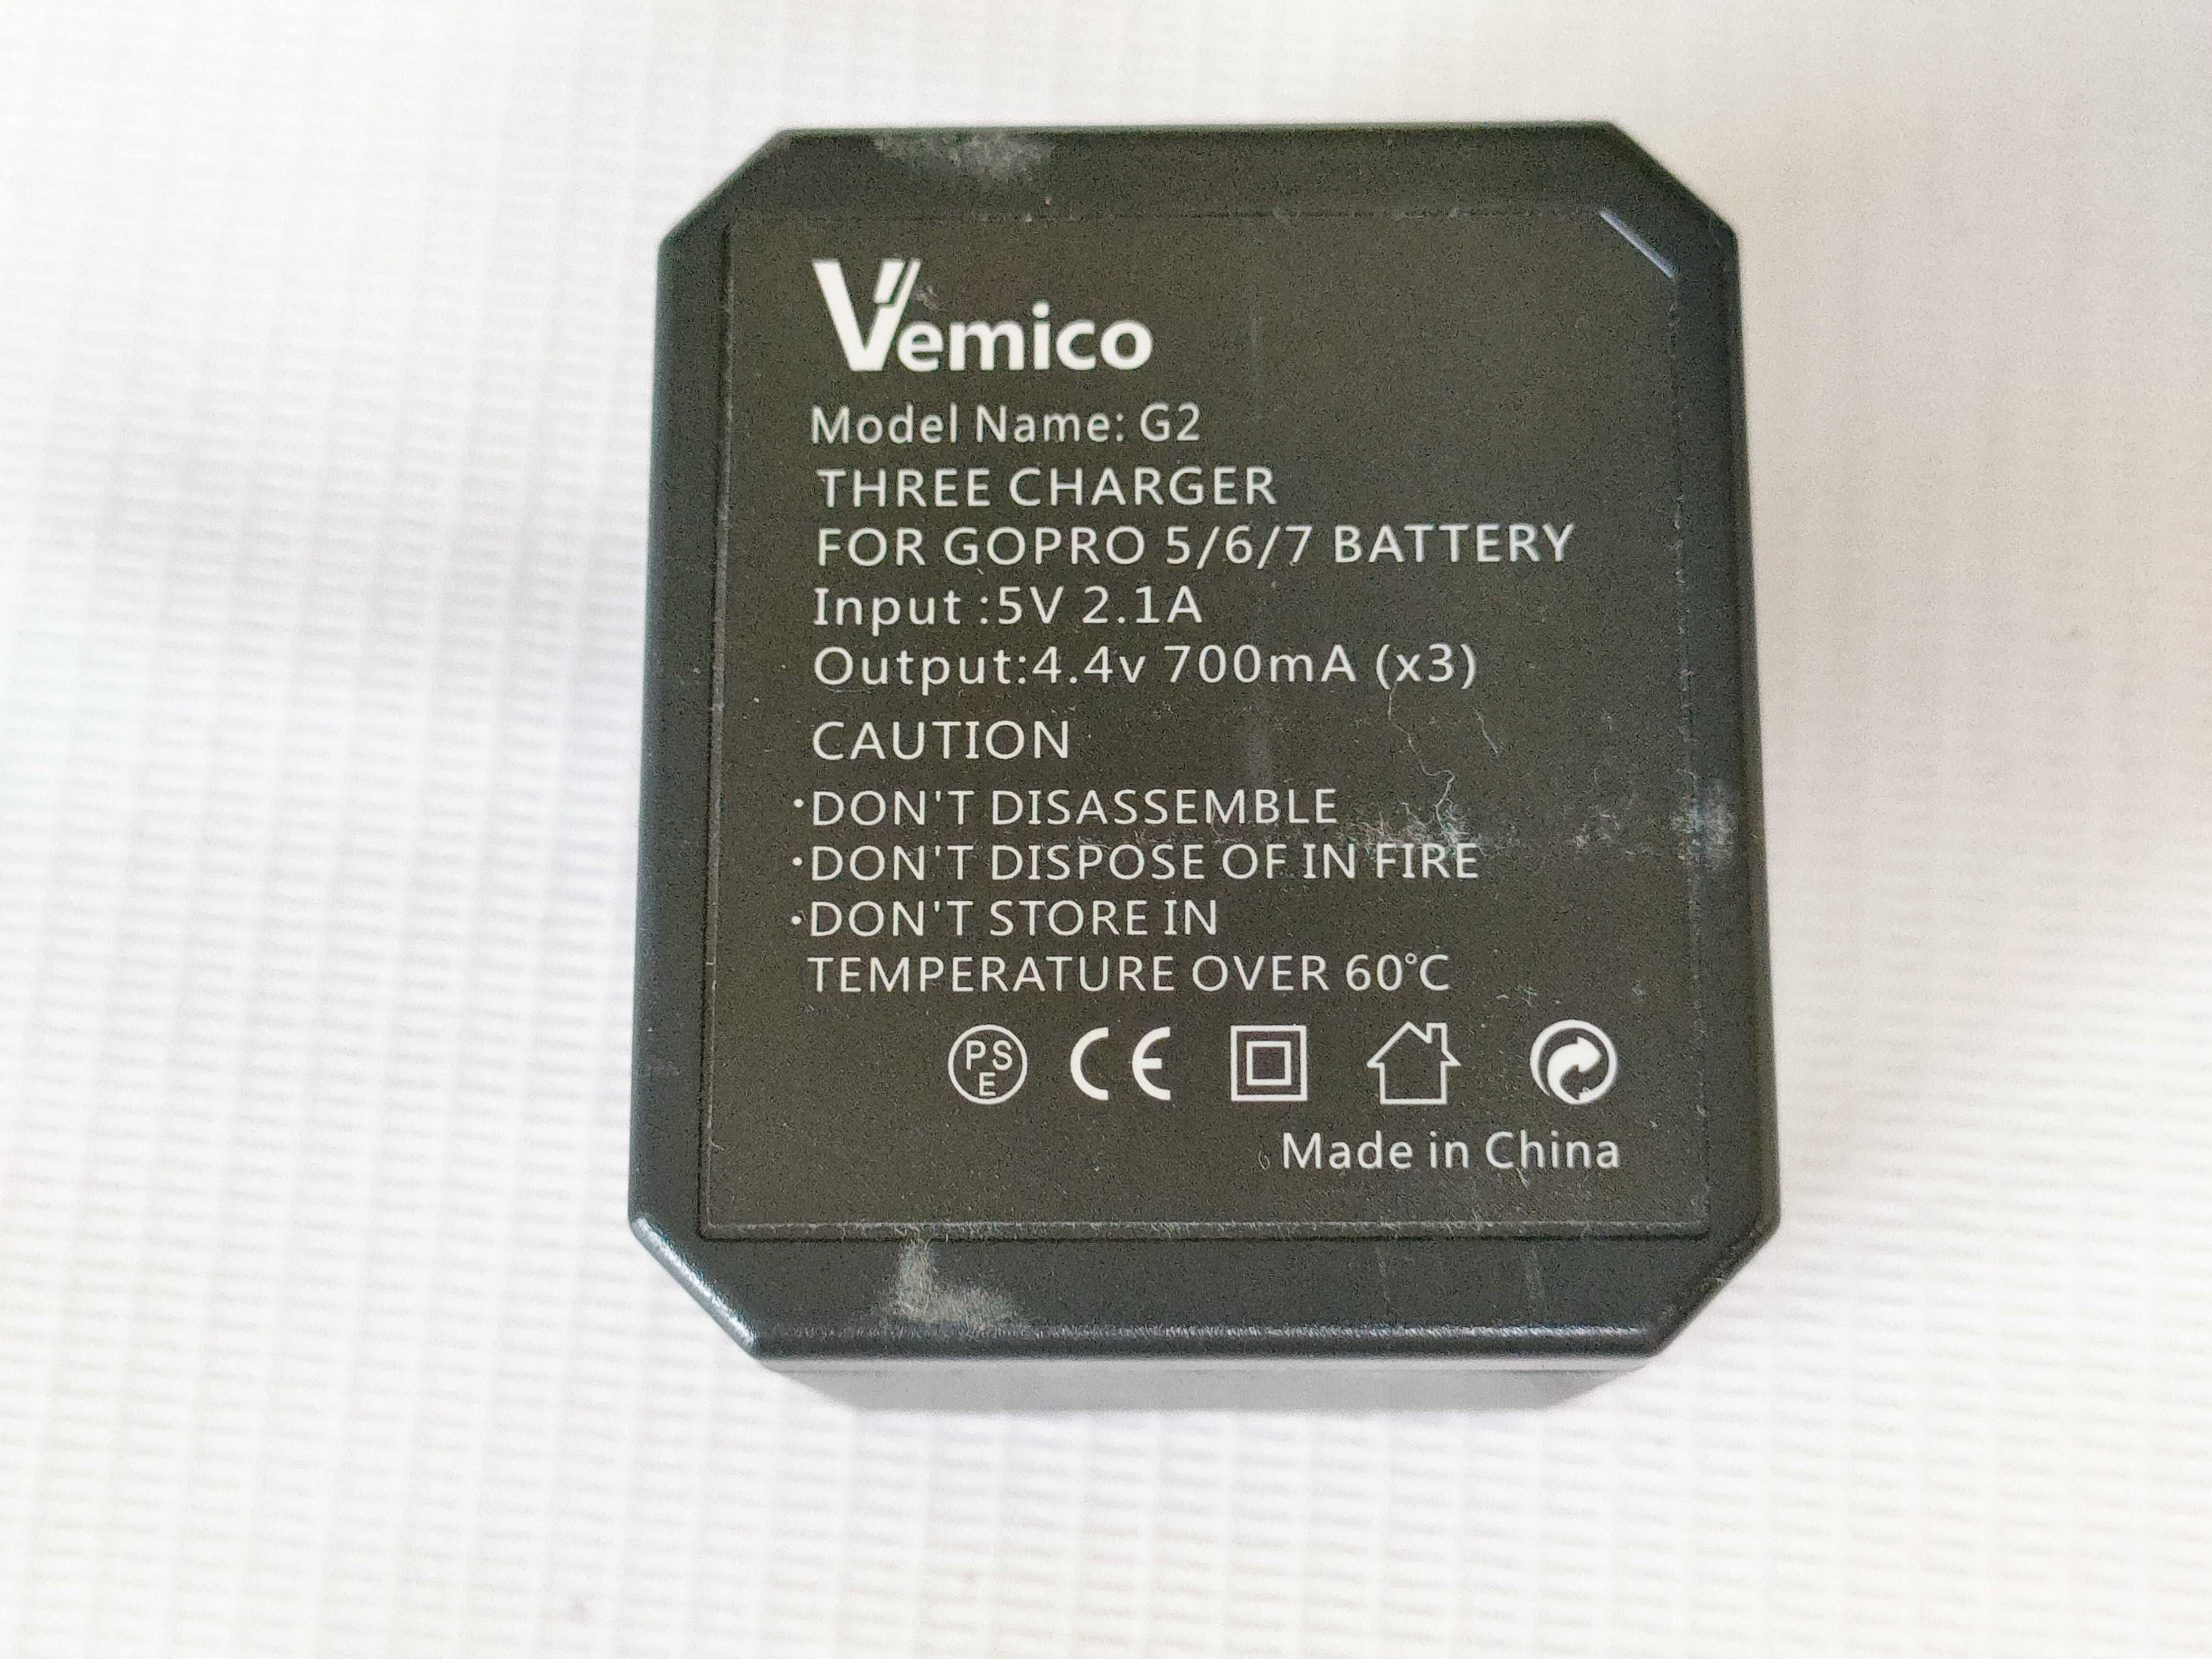 Vemico
Model Name: G2
THREE CHARGER
FOR GOPRO 5/6/7 BATTERY
Input :5V 2.1A
Output:4.4v 700mA (x3)
CAUTION
·DON'T DISASSEMBLE
·DON'T DISPOSE OF IN FIRE
·DON'T STORE IN
TEMPERATURE OVER 60°C
PSE CE
Made in China